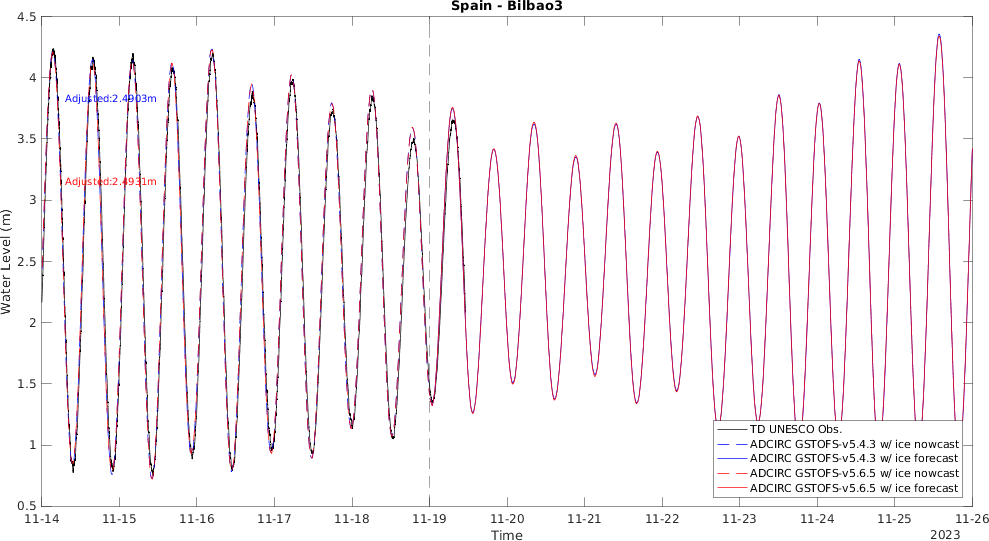 Spain - Bilbao3
4.5
4
3.5
3
2.5
2
1.5
1
0.5
Water Level (m)
Adjusted:2.4903m
Adjusted:2.4931m
TD UNESCO Obs.
ADCIRC GSTOFS-v5.4.3 w/ ice nowcast
ADCIRC GSTOFS-v5.4.3 w/ ice forecast
ADCIRC GSTOFS-v5.6.5 w/ ice nowcast
ADCIRC GSTOFS-v5.6.5 w/ ice forecast
11-14 11-15 11-16 11-17 11-18 11-19 11-20 11-21 11-22 11-23 11-24 11-25 11-26
Time
2023